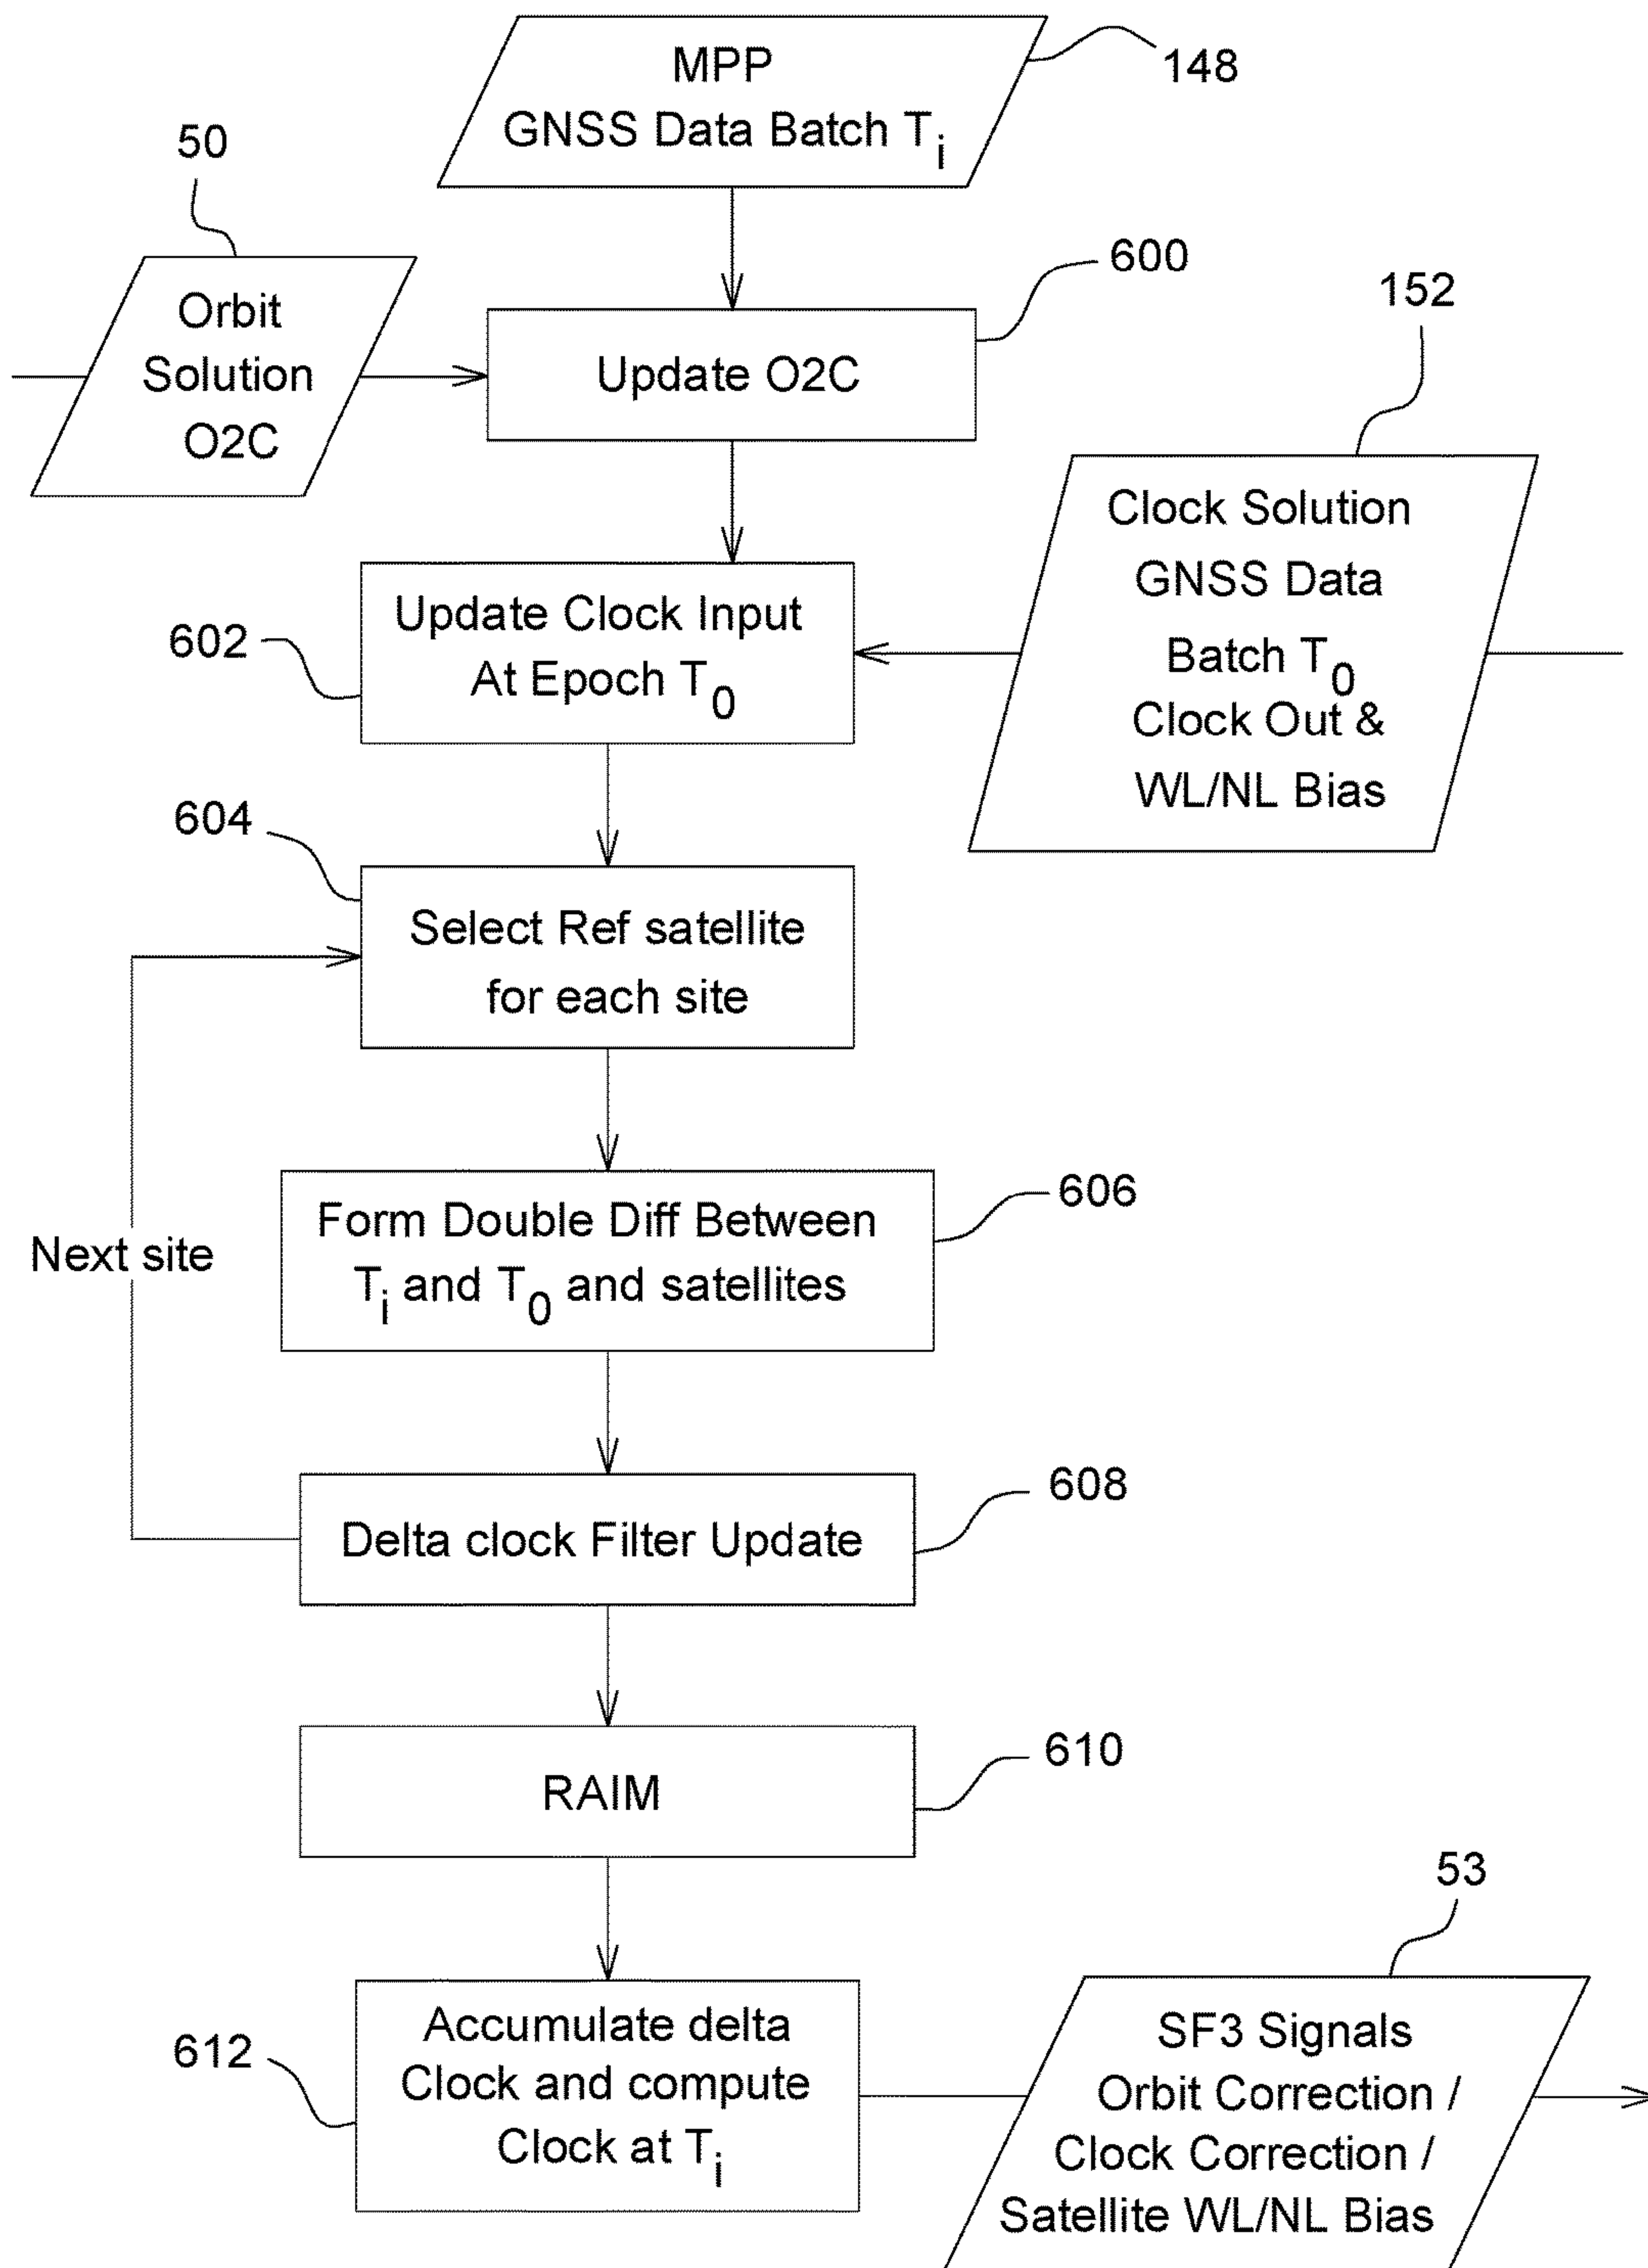 MPP
GNSS Data Batch Ti
148
50
Orbit
Solution
O2C
600
Update O2C
152
Clock Solution
GNSS Data
Batch T0
Clock Out &
WL/NL Bias
Update Clock Input
At Epoch T0
602
604
Select Ref satellite
for each site
Next site
Form Double Diff Between
Ti and T0 and satellites
606
Delta clock Filter Update
608
RAIM
610
Accumulate delta
Clock and compute
Clock at Ti
612
53
SF3 Signals
Orbit Correction /
Clock Correction /
Satellite WL/NL Bias